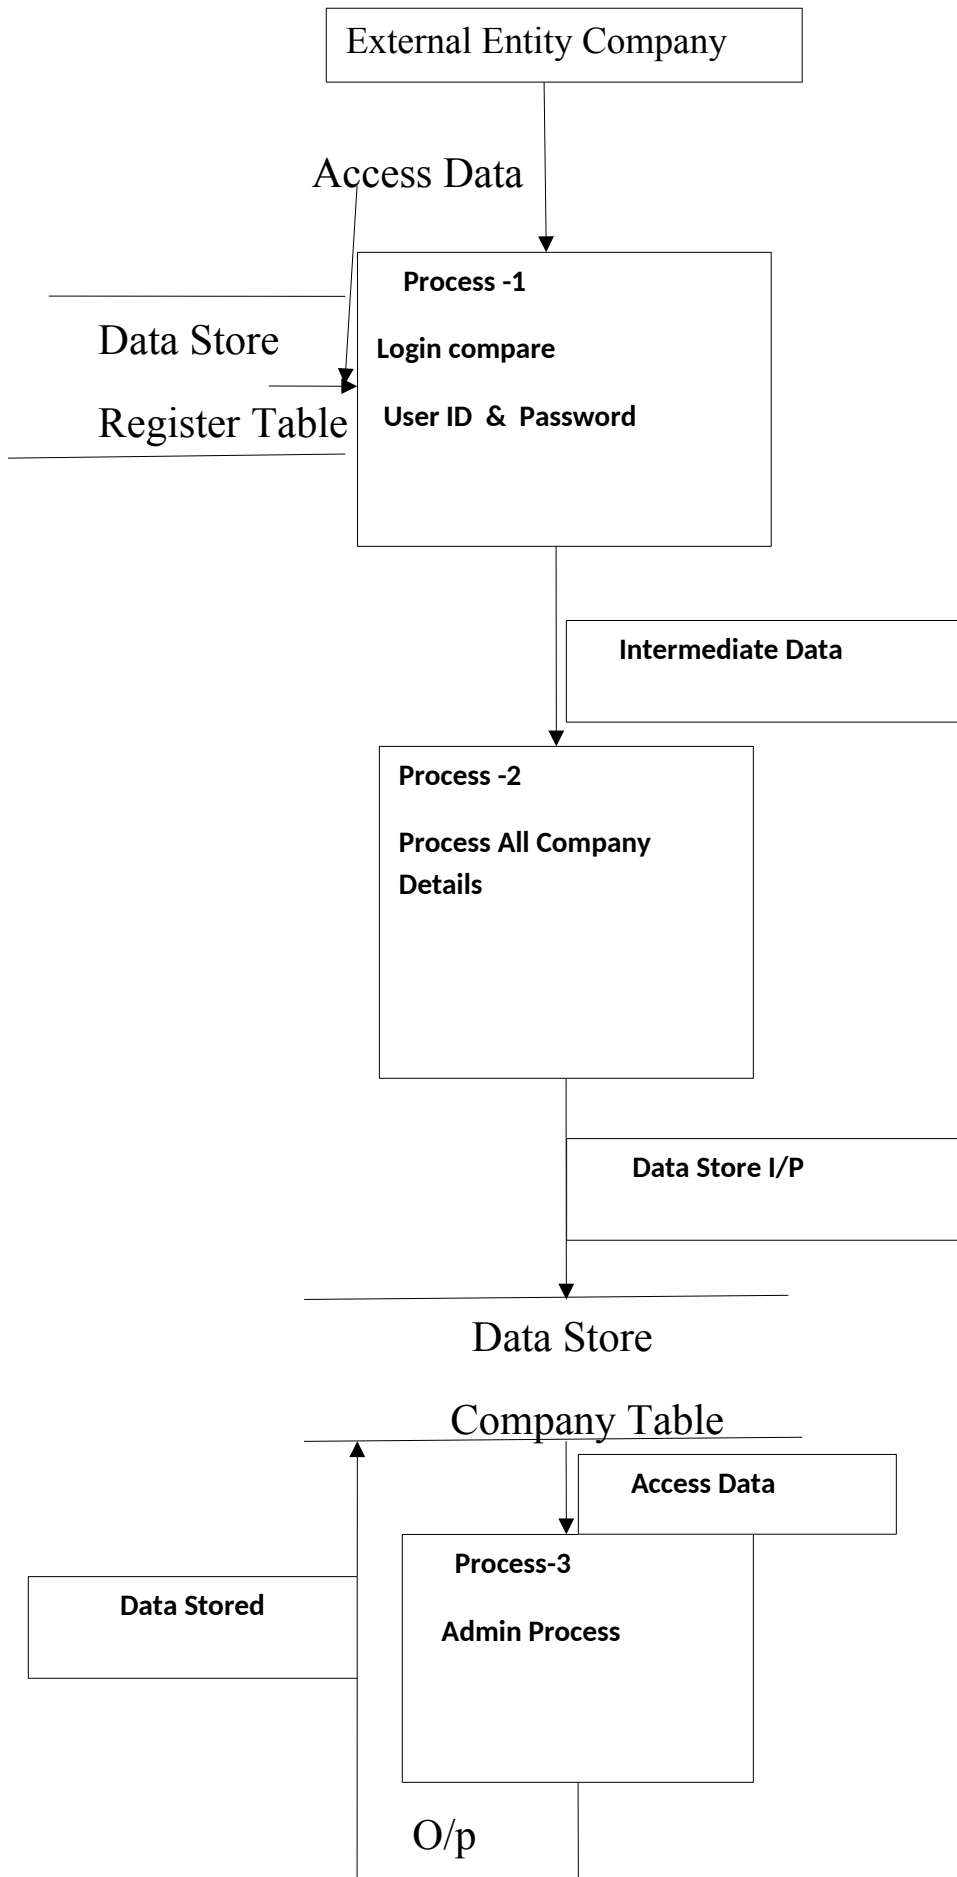 External Entity Company
Access Data
Process -1
Data Store
Login compare
Register Table
User ID & Password
Intermediate Data
Process -2
Process All Company
Details
Data Store I/P
Data Store
Company Table
Access Data
Process-3
Data Stored
Admin Process
O/p